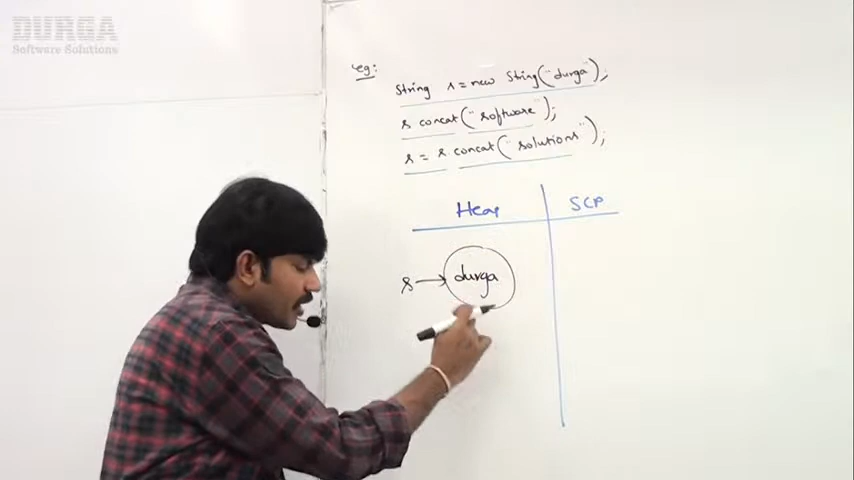 DURGA
Software Solutions
eg:
String s = new String("durga");
s concat("software");
s = s.concat("solutions");
Heap SCP
s → durga